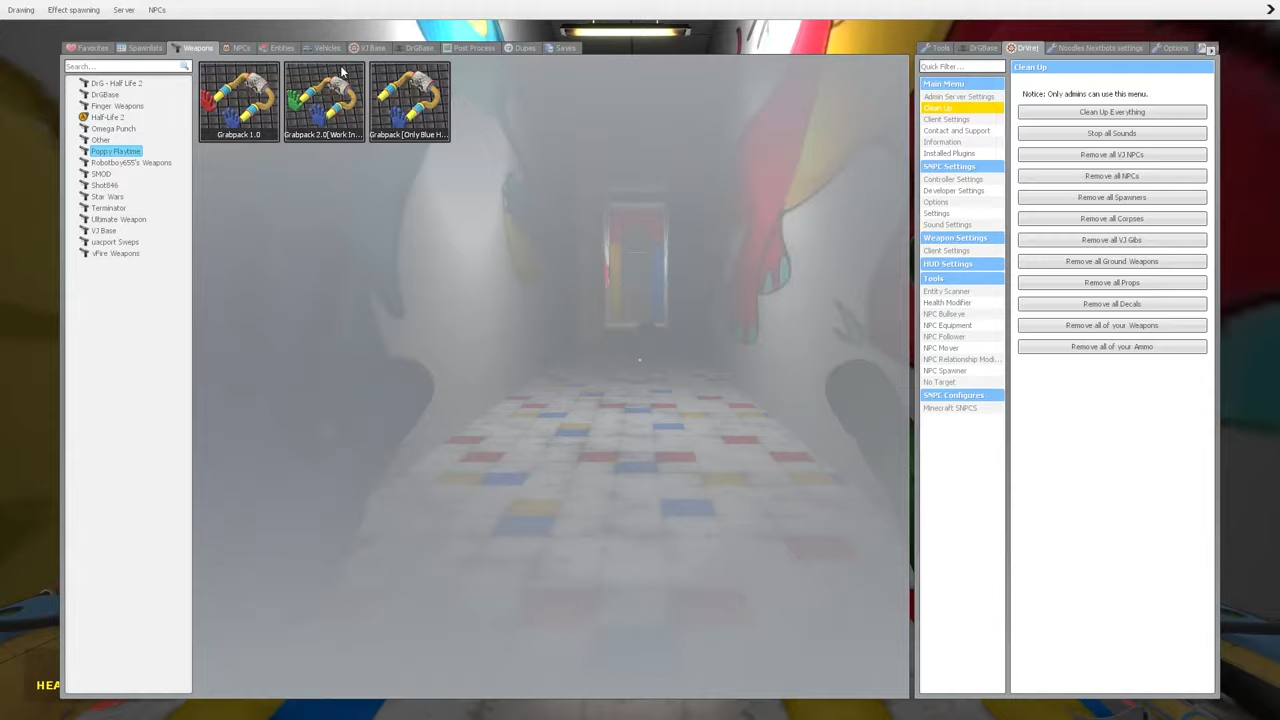 Drawing Effect spawning Server NPCs
Favorites Spawnlists Weapons NPCs Entities Vehicles VJ Base DrGBase Post Process Dupes Saves
Search...
DrG - Half Life 2
DrGBase
Finger Weapons
Half-Life 2
Omega Punch
Other
Poppy Playtime
Robotboy655's Weapons
SMOD
Shot846
Star Wars
Terminator
Ultimate Weapon
VJ Base
uacport Sweps
vFire Weapons
Grabpack 1.0
Grabpack 2.0[Work In...
Grabpack [Only Blue H...
HEA
Tools DrGBase DrVrej Noodles Nextbots settings Options
Quick Filter...
Main Menu
Admin Server Settings
Clean Up
Client Settings
Contact and Support
Information
Installed Plugins
SNPC Settings
Controller Settings
Developer Settings
Options
Settings
Sound Settings
Weapon Settings
Client Settings
HUD Settings
Tools
Entity Scanner
Health Modifier
NPC Bullseye
NPC Equipment
NPC Follower
NPC Mover
NPC Relationship Modi...
NPC Spawner
No Target
SNPC Configures
Minecraft SNPCS
Clean Up
Notice: Only admins can use this menu.
Clean Up Everything
Stop all Sounds
Remove all VJ NPCs
Remove all NPCs
Remove all Spawners
Remove all Corpses
Remove all VJ Gibs
Remove all Ground Weapons
Remove all Props
Remove all Decals
Remove all of your Weapons
Remove all of your Ammo